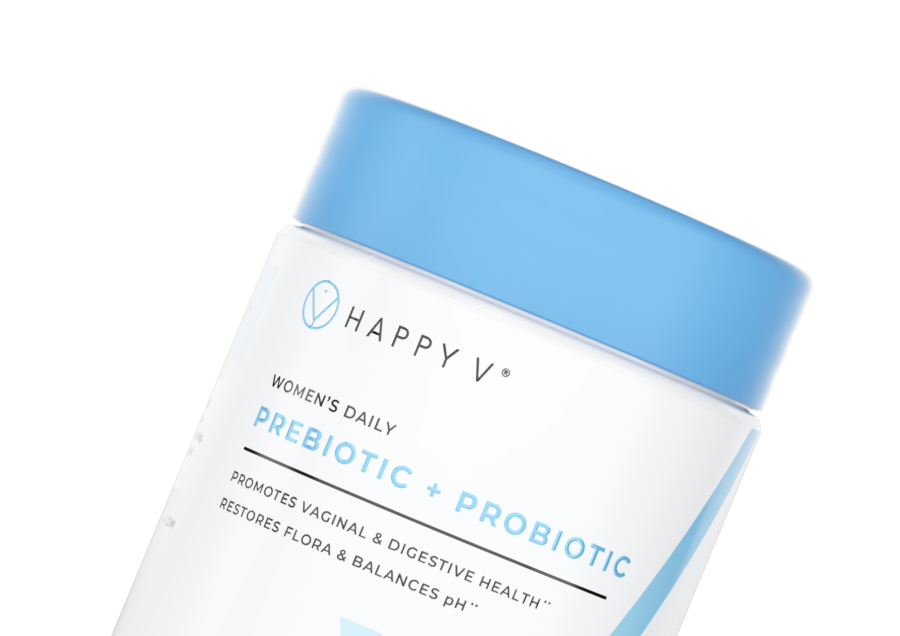 HAPPY V®
WOMEN'S DAILY
PREBIOTIC + PROBIOTIC
PROMOTES VAGINAL & DIGESTIVE HEALTH**
RESTORES FLORA & BALANCES pH**